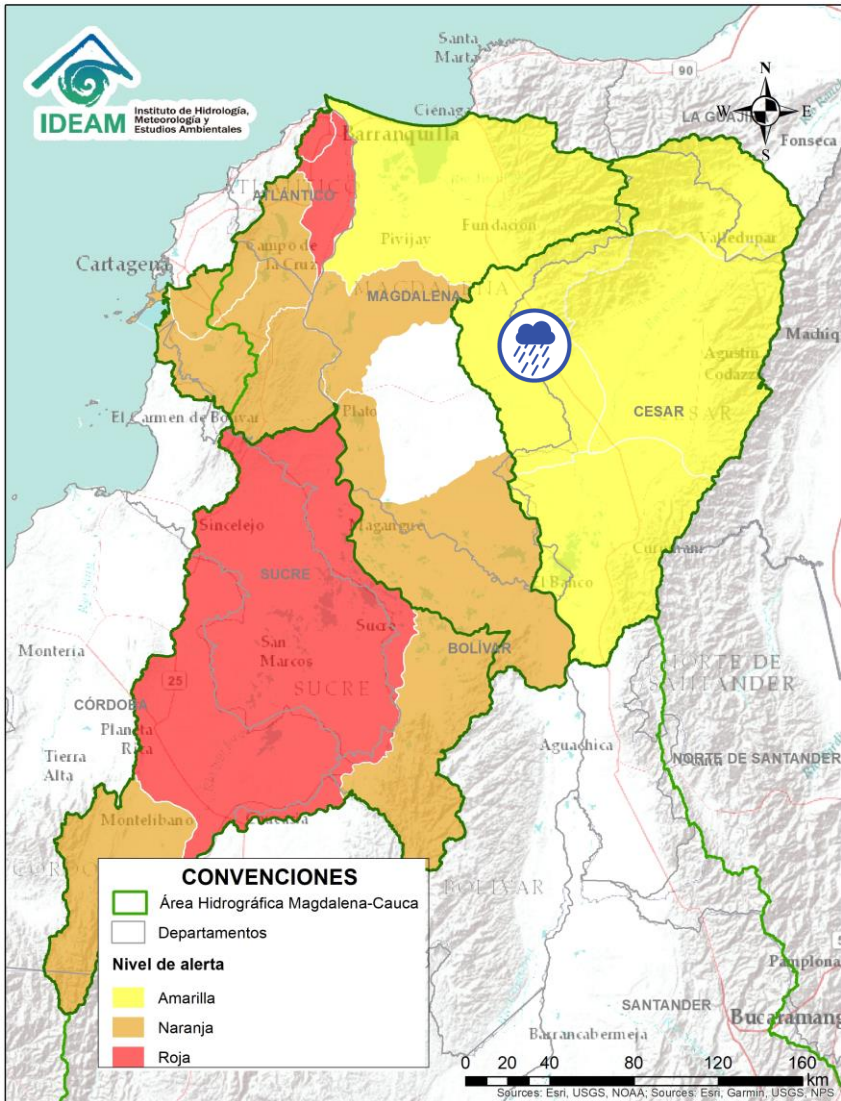 IDEAM
Instituto de Hidrología,
Meteorología y
Estudios Ambientales
Santa
Marta
90
N
W
E
S
LA GUAJIR
Ciénaga
Fonseca
Barranquilla
ATLÁNTICO
Pivijay
Fundación
Valledupar
Campo de
la Cruz
Cartagena
MAGDALENA
Machiq
Agustín
Codazzi
El Carmen de Bolívar
Plato
CESAR
Sincelejo
Magangué
SUCRE
El Banco
Sucre
Montería
San
Marcos
BOLÍVAR
SUCRE
NORTE DE
SANTANDER
25
CÓRDOBA
Planeta
Rica
Aguachica
Tierra
Alta
NORTE DE SANTANDER
Montelíbano
BOLÍVAR
CONVENCIONES
Área Hidrográfica Magdalena-Cauca
Departamentos
Nivel de alerta
Amarilla
Naranja
Roja
Pamplona
SANTANDER
Bucaramang
Barrancabermeja
0 20 40 80 120 160
km
Sources: Esri, USGS, NOAA; Sources: Esri, Garmin, USGS, NPS